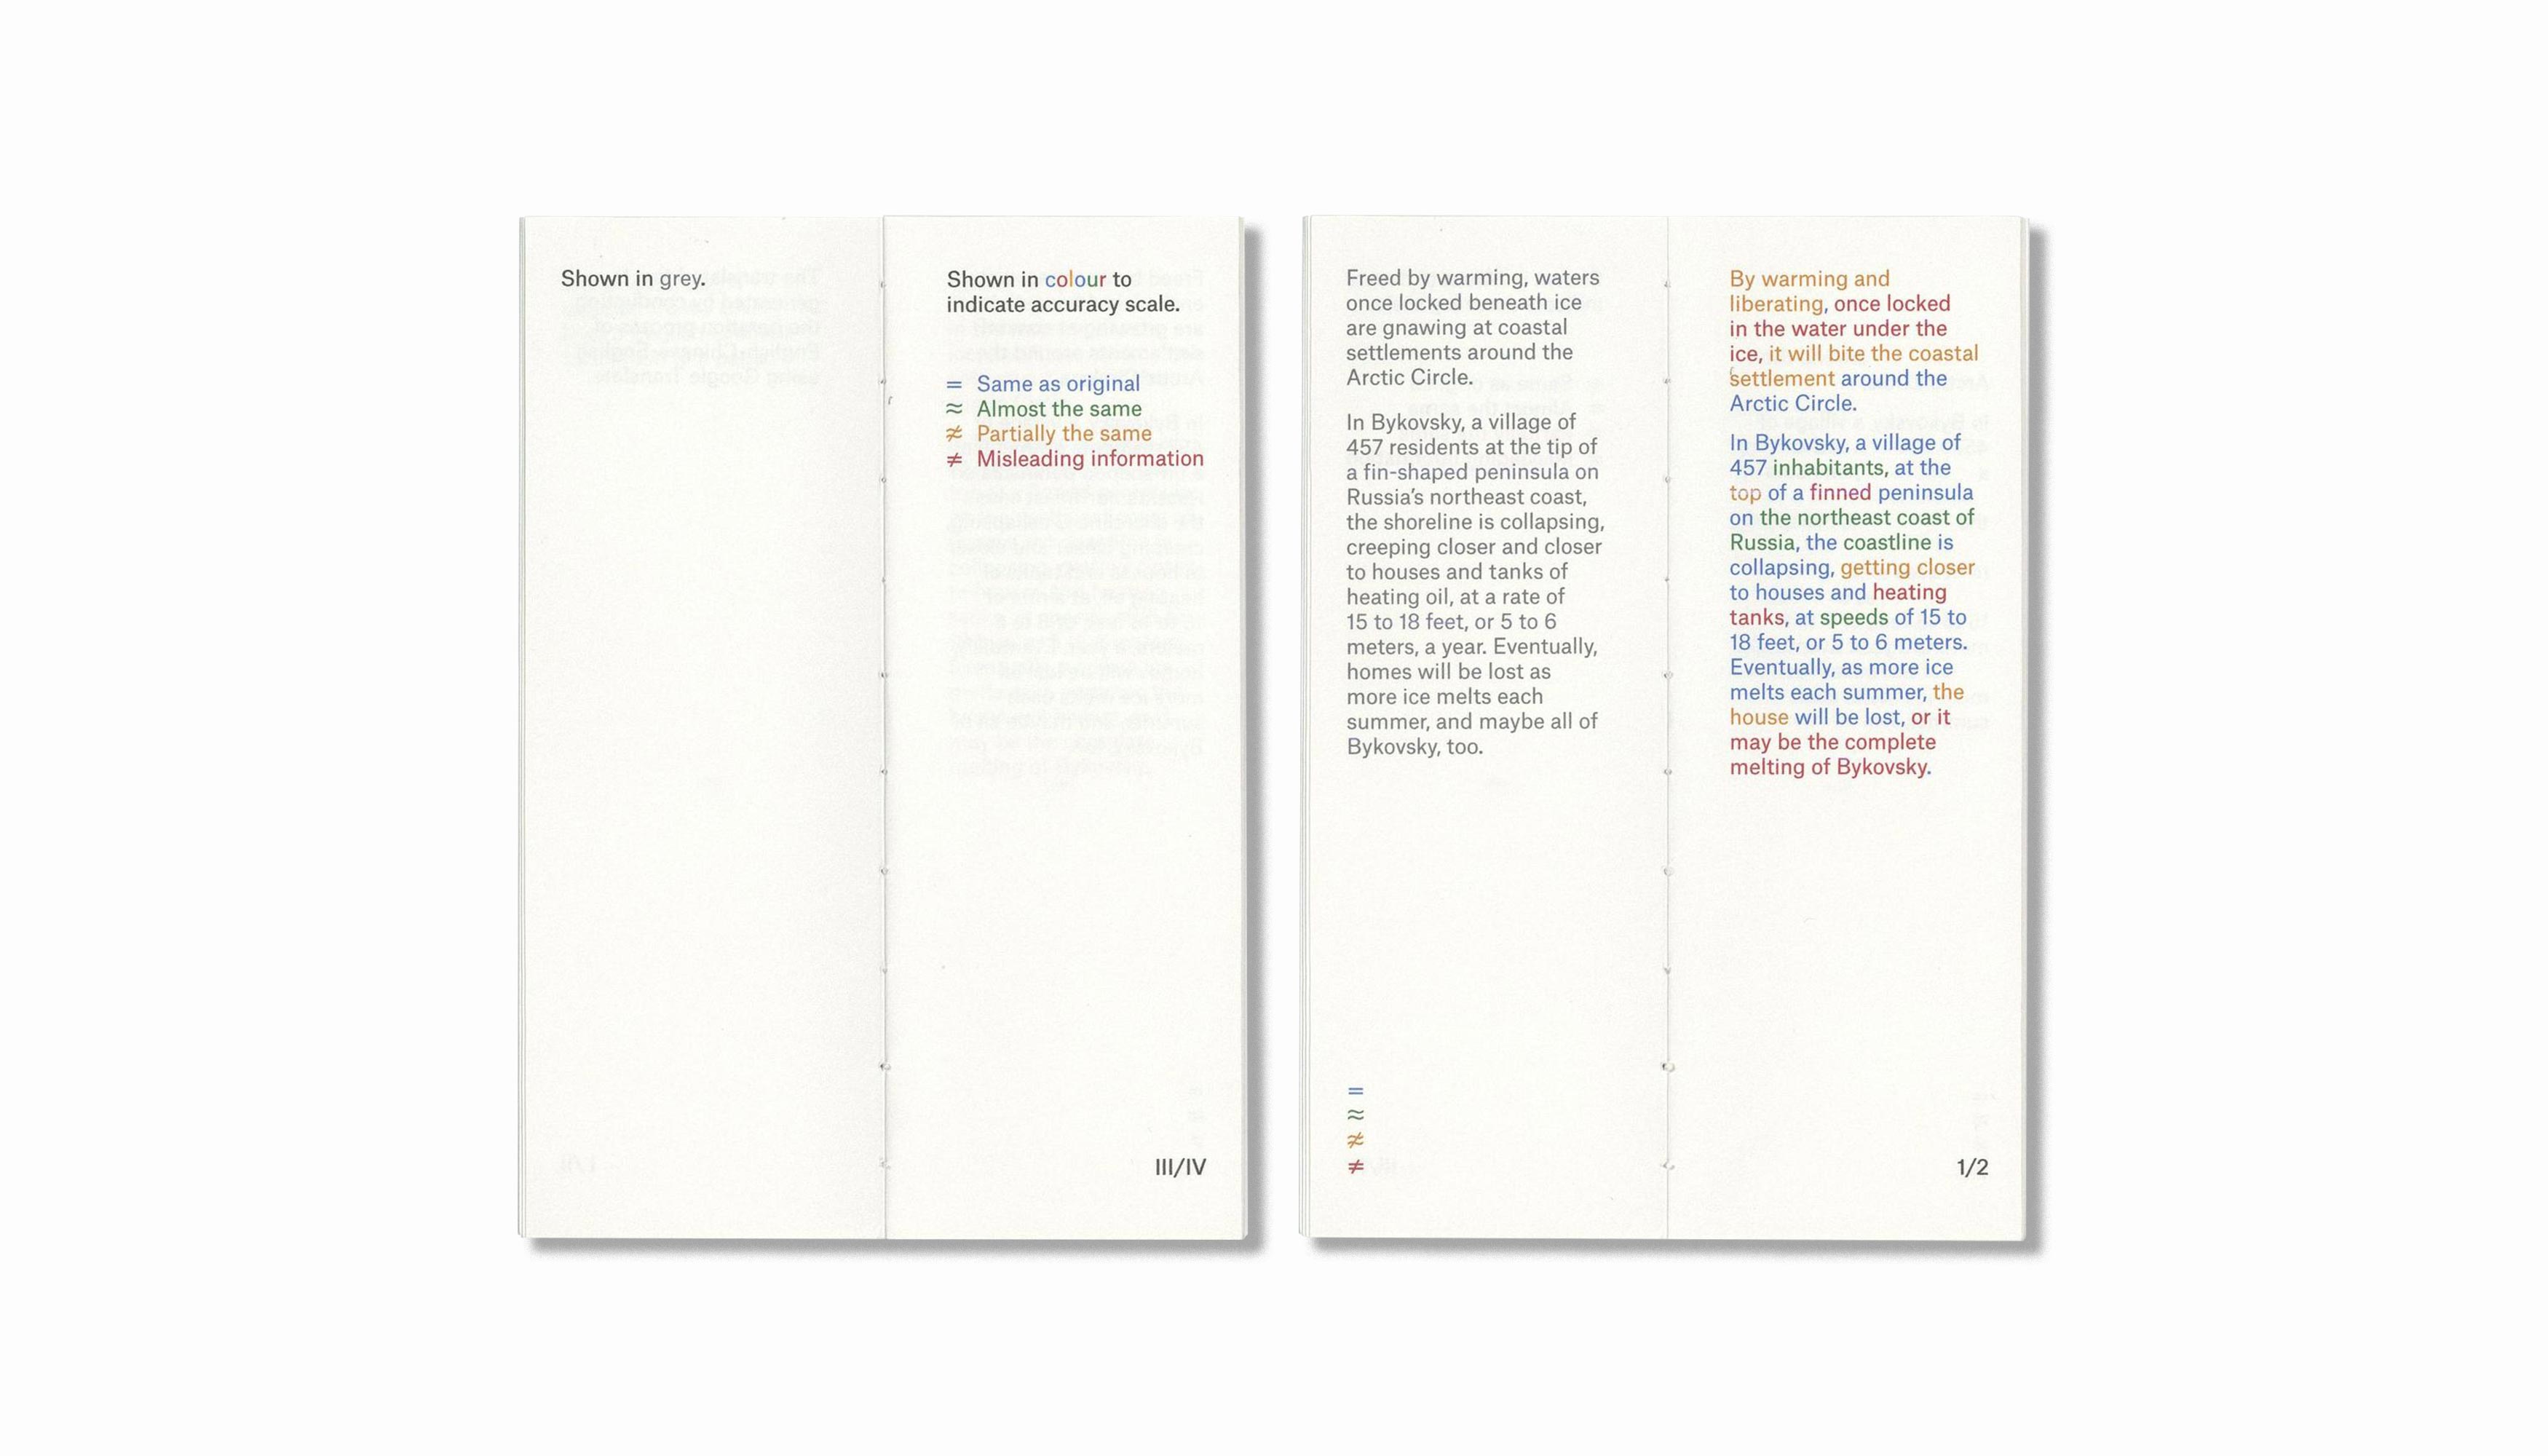 Shown in grey.
Shown in colour to
indicate accuracy scale.
= Same as original
≈ Almost the same
≉ Partially the same
≠ Misleading information
III/IV
Freed by warming, waters
once locked beneath ice
are gnawing at coastal
settlements around the
Arctic Circle.
In Bykovsky, a village of
457 residents at the tip of
a fin-shaped peninsula on
Russia’s northeast coast,
the shoreline is collapsing,
creeping closer and closer
to houses and tanks of
heating oil, at a rate of
15 to 18 feet, or 5 to 6
meters, a year. Eventually,
homes will be lost as
more ice melts each
summer, and maybe all of
Bykovsky, too.
=
≈
≉
≠
By warming and
liberating, once locked
in the water under the
ice, it will bite the coastal
settlement around the
Arctic Circle.
In Bykovsky, a village of
457 inhabitants, at the
top of a finned peninsula
on the northeast coast of
Russia, the coastline is
collapsing, getting closer
to houses and heating
tanks, at speeds of 15 to
18 feet, or 5 to 6 meters.
Eventually, as more ice
melts each summer, the
house will be lost, or it
may be the complete
melting of Bykovsky.
1/2